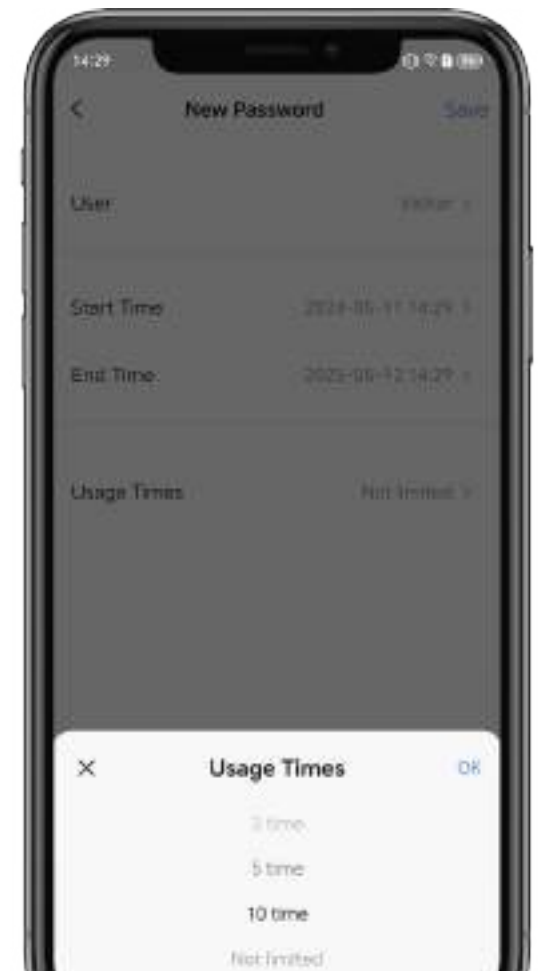 14:29
New Password Save
User
Start Time
End Time
Usage Times Not limited
Usage Times OK
5 time
10 time
Not limited